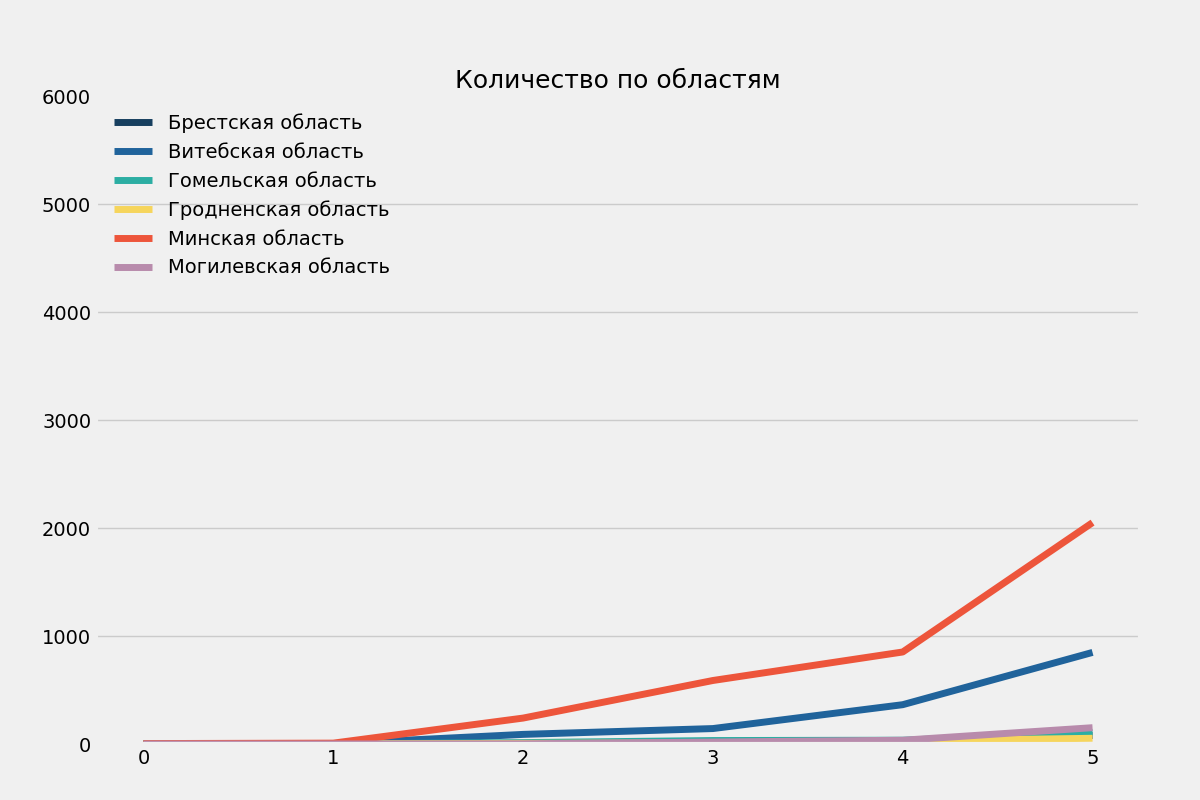 Количество по областям
6000
5000
4000
3000
2000
1000
0
Брестская область
Витебская область
Гомельская область
Гродненская область
Минская область
Могилевская область
0 1 2 3 4 5